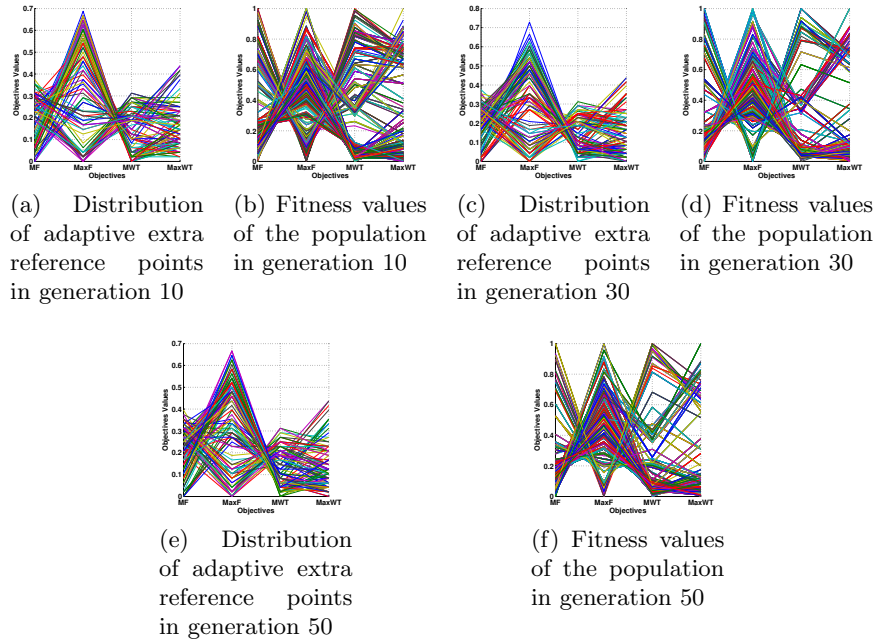 0.7
0.6
0.5
0.4
0.3
0.2
0.1
0
Objectives Values
MF MaxF MWT MaxWT
Objectives
1
0.8
0.6
0.4
0.2
0
Objectives Values
MF MaxF MWT MaxWT
Objectives
0.8
0.7
0.6
0.5
0.4
0.3
0.2
0.1
0
Objectives Values
MF MaxF MWT MaxWT
Objectives
1
0.8
0.6
0.4
0.2
0
Objectives Values
MF MaxF MWT MaxWT
Objectives
(a) Distribution
of adaptive extra
reference points
in generation 10
(b) Fitness values
of the population
in generation 10
(c) Distribution
of adaptive extra
reference points
in generation 30
(d) Fitness values
of the population
in generation 30
0.7
0.6
0.5
0.4
0.3
0.2
0.1
0
Objectives Values
MF MaxF MWT MaxWT
Objectives
1
0.8
0.6
0.4
0.2
0
Objectives Values
MF MaxF MWT MaxWT
Objectives
(e) Distribution
of adaptive extra
reference points
in generation 50
(f) Fitness values
of the population
in generation 50